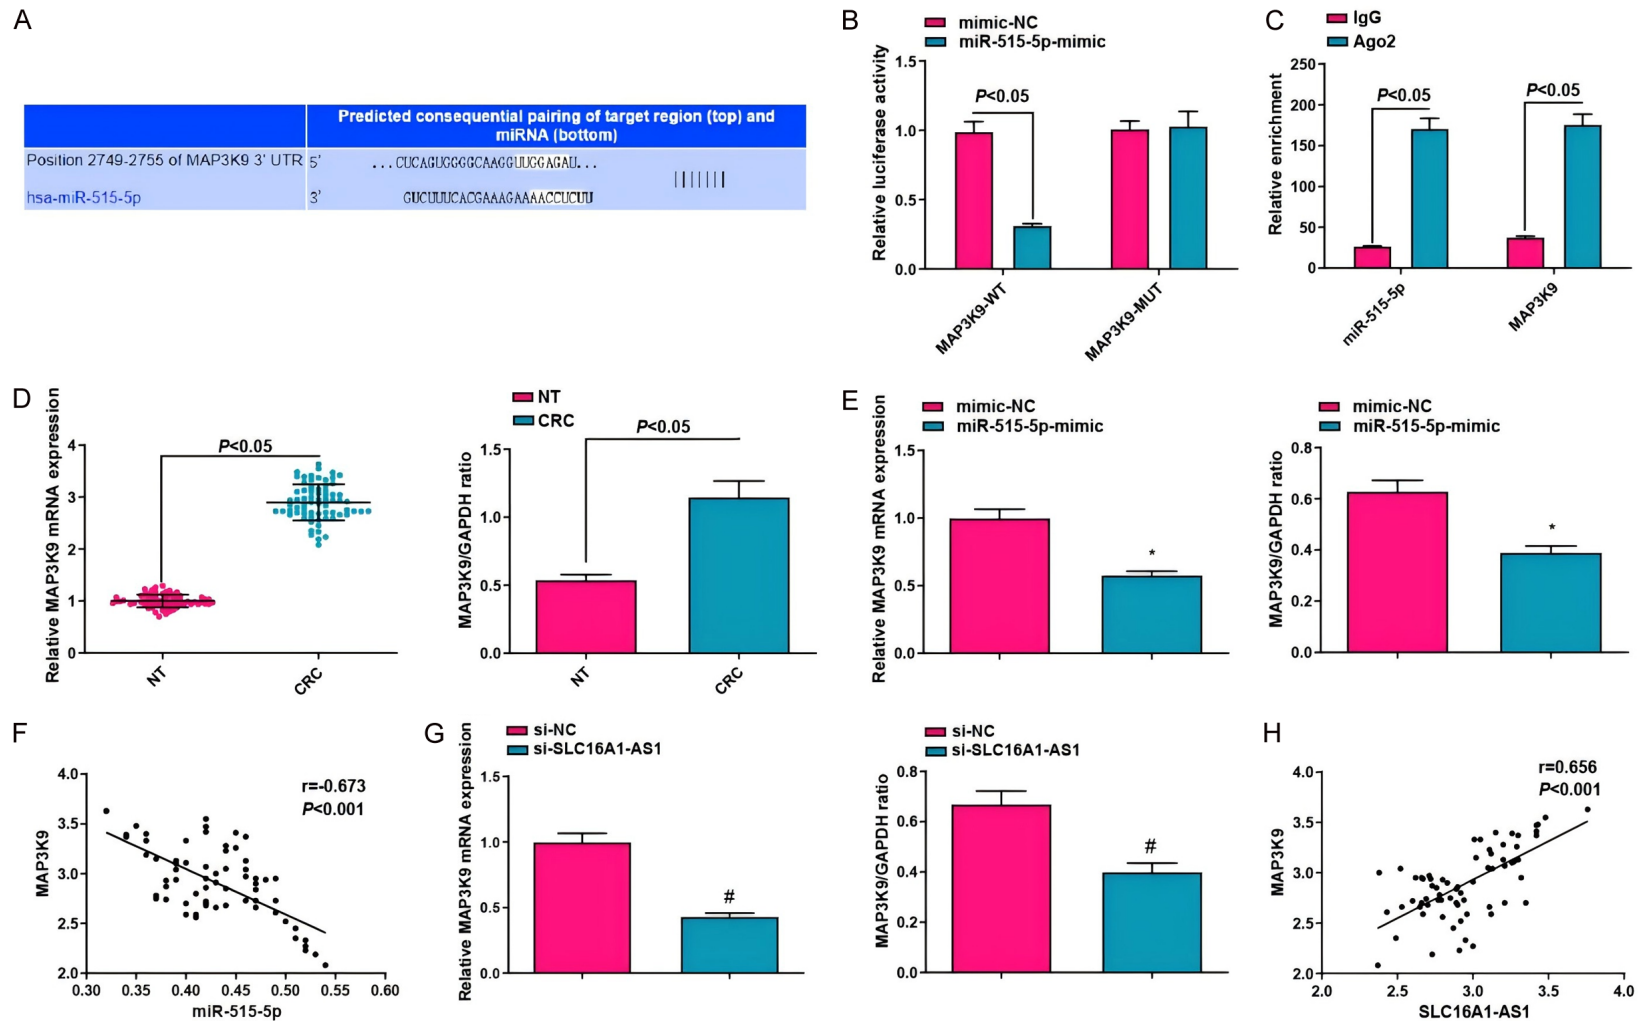 A
Predicted consequential pairing of target region (top) and
miRNA (bottom)
Position 2749-2755 of MAP3K9 3' UTR 5' ...CUCAGUGGGGCAAGGUUGGAGAU...
|||||||
hsa-miR-515-5p 3' GUCUUUCACGAAAGAAAACCUCUU
B
mimic-NC
miR-515-5p-mimic
Relative luciferase activity
1.5
1.0
0.5
0.0
P<0.05
MAP3K9-WT
MAP3K9-MUT
C
IgG
Ago2
Relative enrichment
250
200
150
100
50
0
P<0.05
P<0.05
miR-515-5p
MAP3K9
D
Relative MAP3K9 mRNA expression
4
3
2
1
0
P<0.05
NT
CRC
NT
CRC
MAP3K9/GAPDH ratio
1.5
1.0
0.5
0.0
P<0.05
NT
CRC
E
mimic-NC
miR-515-5p-mimic
Relative MAP3K9 mRNA expression
1.5
1.0
0.5
0.0
*
mimic-NC
miR-515-5p-mimic
MAP3K9/GAPDH ratio
0.8
0.6
0.4
0.2
0.0
*
F
MAP3K9
4.0
3.5
3.0
2.5
2.0
r=-0.673
P<0.001
0.30 0.35 0.40 0.45 0.50 0.55 0.60
miR-515-5p
G
si-NC
si-SLC16A1-AS1
Relative MAP3K9 mRNA expression
1.5
1.0
0.5
0.0
#
si-NC
si-SLC16A1-AS1
MAP3K9/GAPDH ratio
0.8
0.6
0.4
0.2
0.0
#
H
MAP3K9
4.0
3.5
3.0
2.5
2.0
r=0.656
P<0.001
2.0 2.5 3.0 3.5 4.0
SLC16A1-AS1